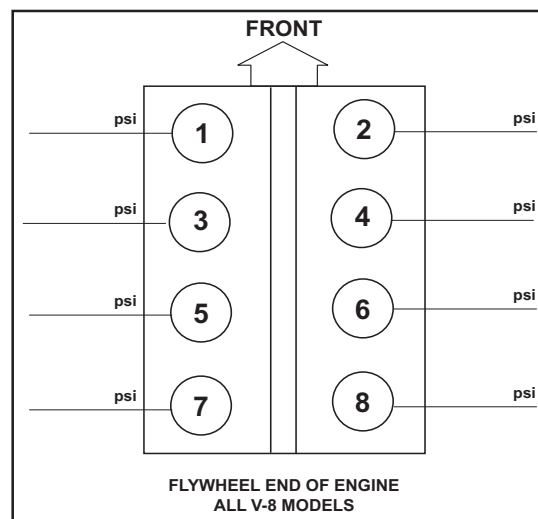 FRONT
psi 1 2 psi
psi 3 4 psi
psi 5 6 psi
psi 7 8 psi
FLYWHEEL END OF ENGINE
ALL V-8 MODELS